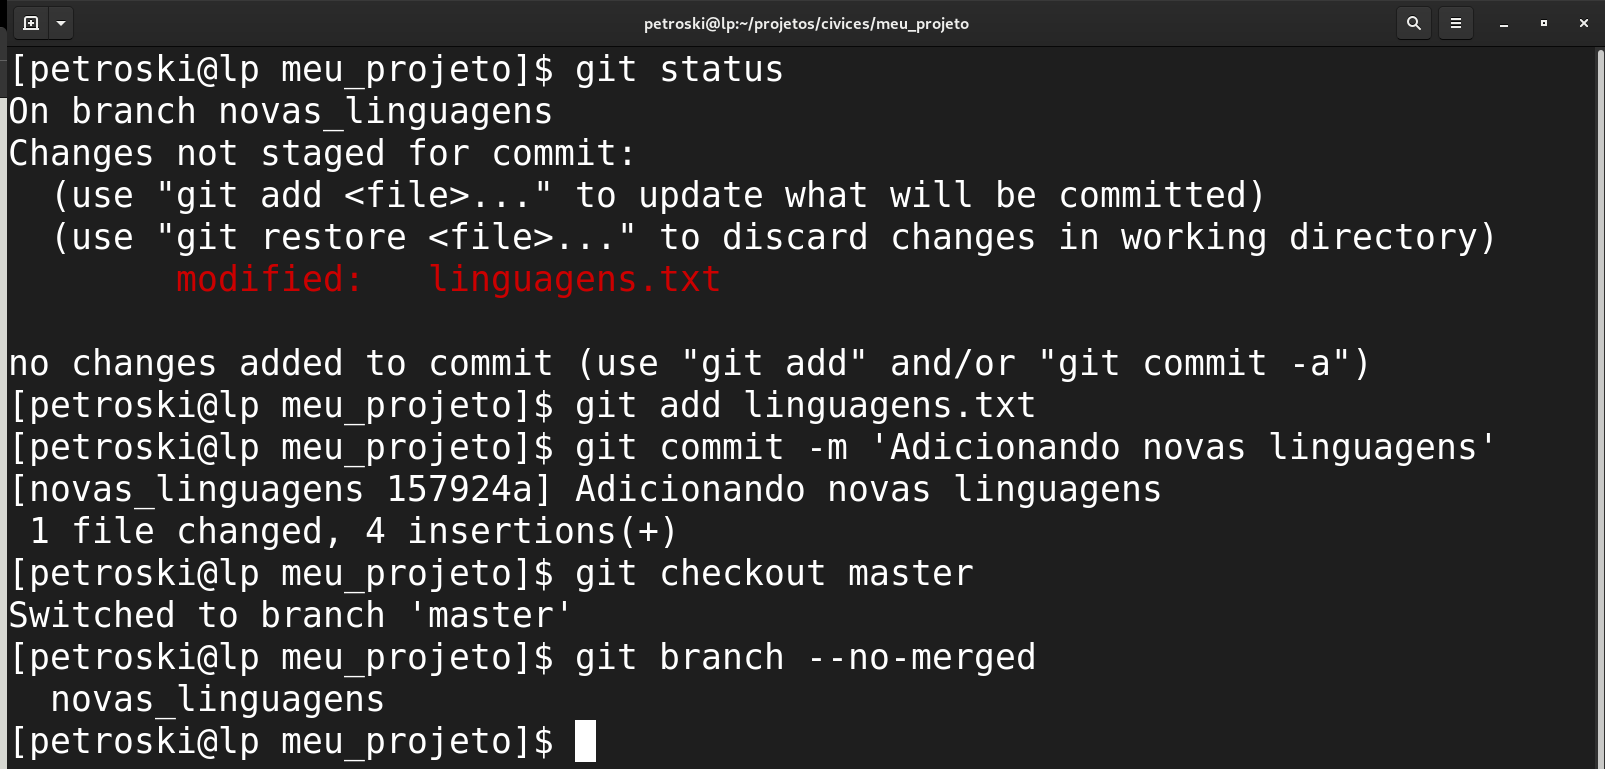 petroski@lp:~/projetos/civices/meu_projeto
[petroski@lp meu_projeto]$ git status
On branch novas_linguagens
Changes not staged for commit:
  (use "git add <file>..." to update what will be committed)
  (use "git restore <file>..." to discard changes in working directory)
        modified:   linguagens.txt

no changes added to commit (use "git add" and/or "git commit -a")
[petroski@lp meu_projeto]$ git add linguagens.txt
[petroski@lp meu_projeto]$ git commit -m 'Adicionando novas linguagens'
[novas_linguagens 157924a] Adicionando novas linguagens
 1 file changed, 4 insertions(+)
[petroski@lp meu_projeto]$ git checkout master
Switched to branch 'master'
[petroski@lp meu_projeto]$ git branch --no-merged
  novas_linguagens
[petroski@lp meu_projeto]$